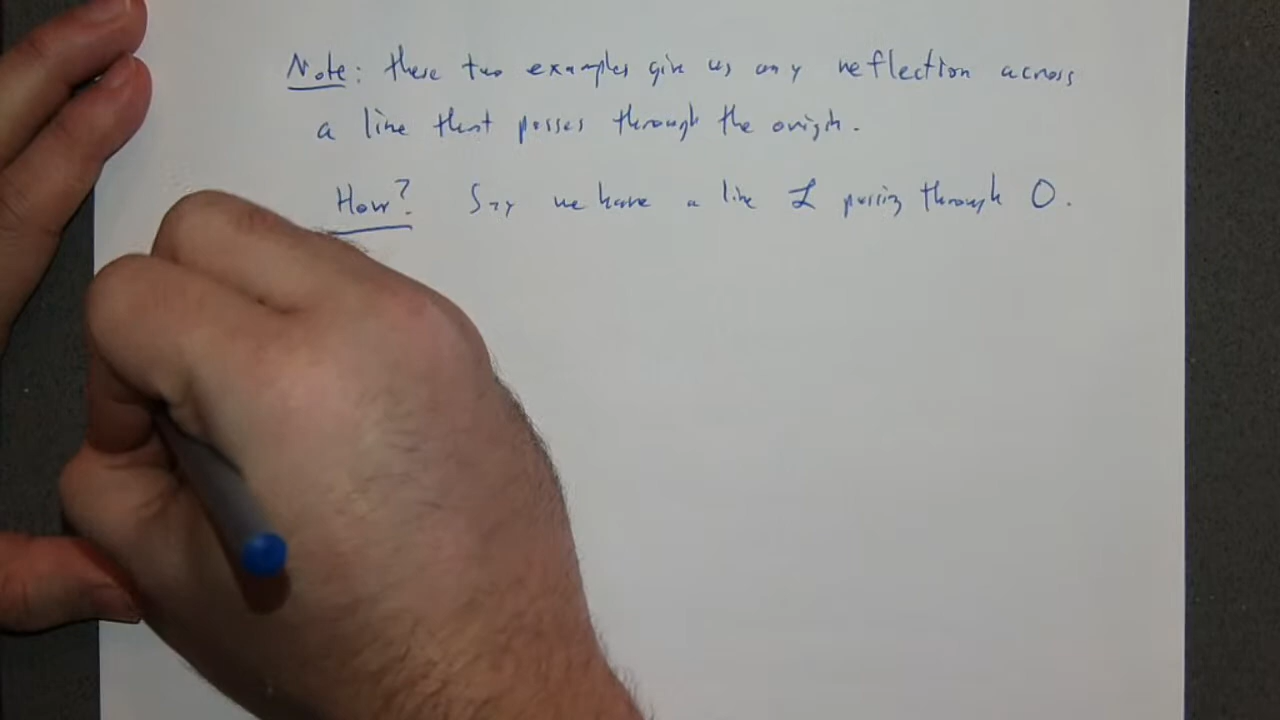 Note: these two examples give us any reflection across
a line that passes through the origin.
How? Say we have a line L passing through O.